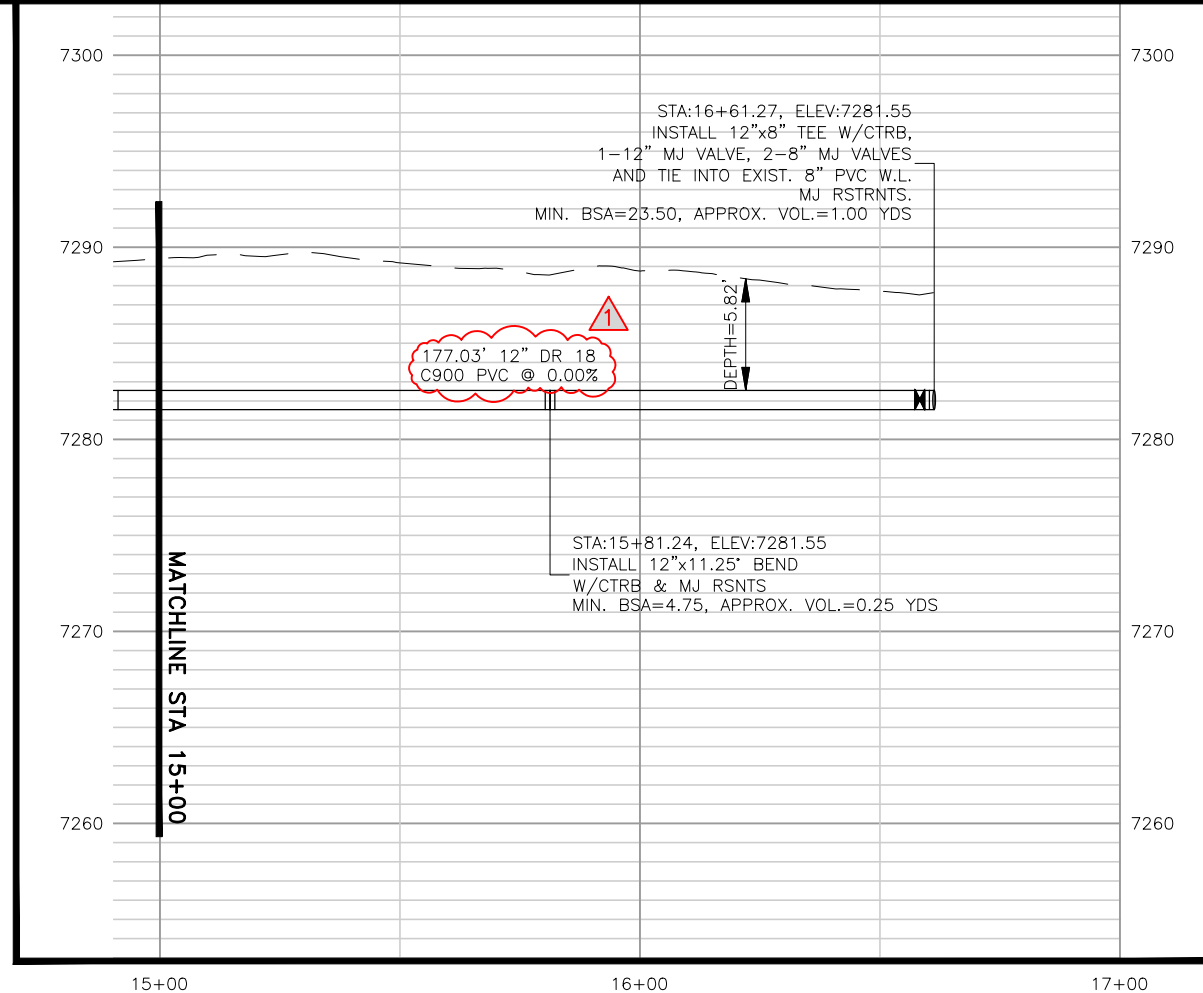 7300
7300
STA:16+61.27, ELEV:7281.55
INSTALL 12"x8" TEE W/CTRB,
1-12" MJ VALVE, 2-8" MJ VALVES
AND TIE INTO EXIST. 8" PVC W.L.
MJ RSTRNTS.
MIN. BSA=23.50, APPROX. VOL.=1.00 YDS
7290
7290
DEPTH=5.82'
1
177.03' 12" DR 18
C900 PVC @ 0.00%
7280
7280
STA:15+81.24, ELEV:7281.55
INSTALL 12"x11.25° BEND
W/CTRB & MJ RSNTS
MIN. BSA=4.75, APPROX. VOL.=0.25 YDS
MATCHLINE STA 15+00
7270
7270
7260
7260
15+00
16+00
17+00